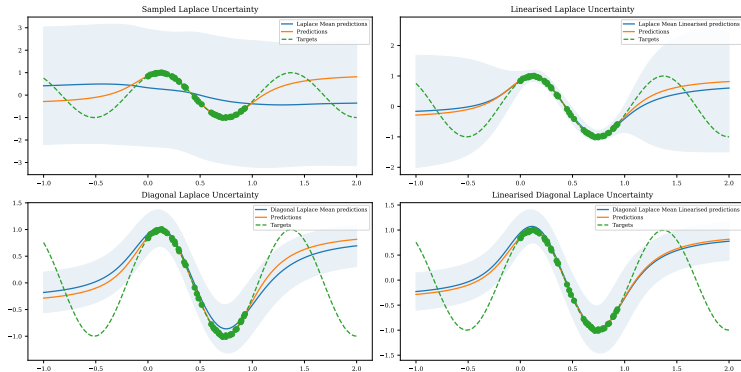 Sampled Laplace Uncertainty
3
2
1
0
−1
−2
−3
−1.0 −0.5 0.0 0.5 1.0 1.5 2.0
Laplace Mean predictions
Predictions
Targets
Linearised Laplace Uncertainty
2
1
0
−1
−2
−1.0 −0.5 0.0 0.5 1.0 1.5 2.0
Laplace Mean Linearised predictions
Predictions
Targets
Diagonal Laplace Uncertainty
1.5
1.0
0.5
0.0
−0.5
−1.0
−1.0 −0.5 0.0 0.5 1.0 1.5 2.0
Diagonal Laplace Mean predictions
Predictions
Targets
Linearised Diagonal Laplace Uncertainty
1.5
1.0
0.5
0.0
−0.5
−1.0
−1.5
−1.0 −0.5 0.0 0.5 1.0 1.5 2.0
Diagonal Laplace Mean Linearised predictions
Predictions
Targets